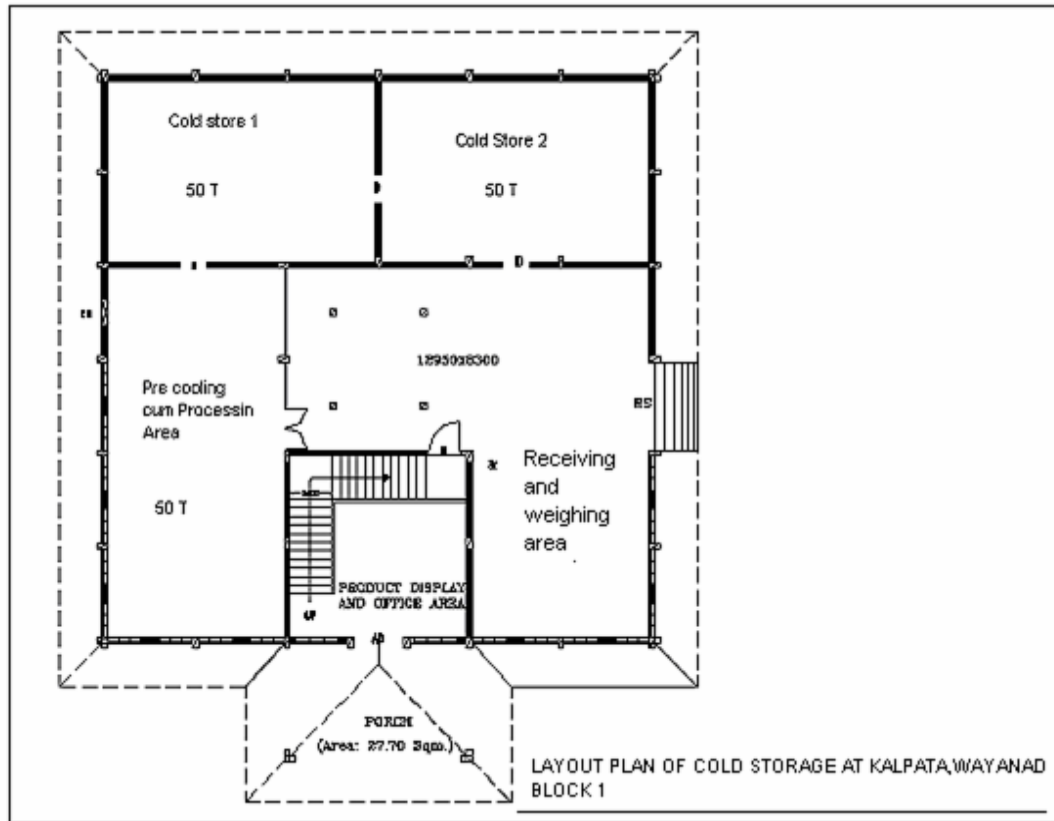 Cold store 1
Cold Store 2
50 T
50 T
D
Pre cooling
cum Processin
Area
50 T
RS
Receiving
and
weighing
area
PRODUCT DISPLAY
AND OFFICE AREA
UP
PORCH
(Area: 27.70 Sqm.)
LAYOUT PLAN OF COLD STORAGE AT KALPATA,WAYANAD
BLOCK 1